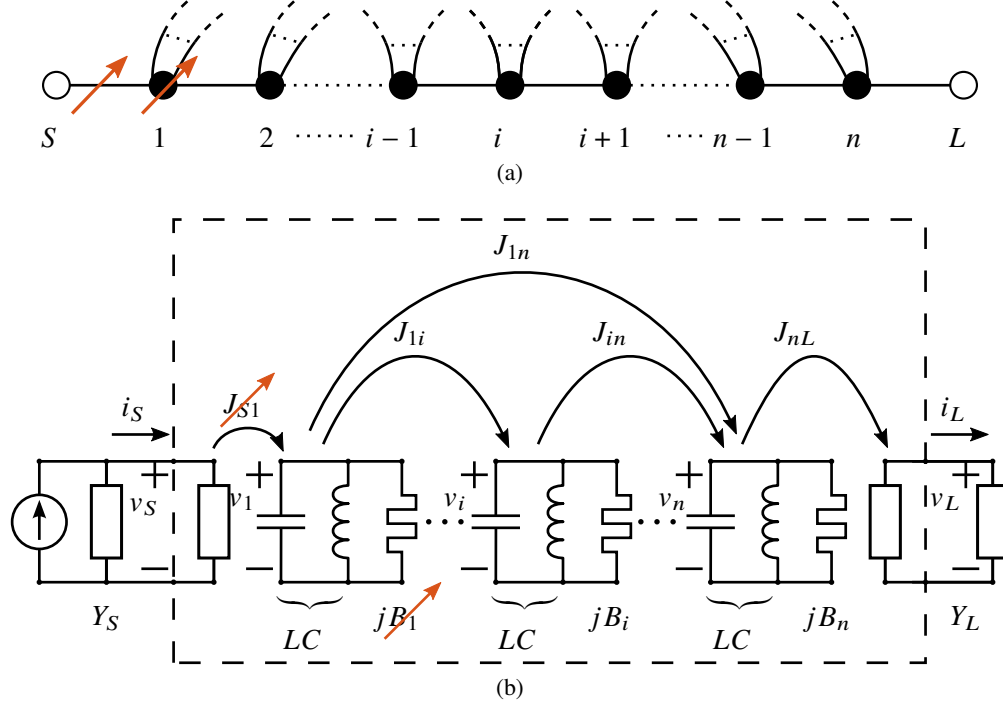 S 1 2 ······ i − 1 i i + 1 ···· n − 1 n L
(a)
J1n
J1i Jin JnL
iS JS1 iL
vS v1 vi vn vL
YS LC jB1 LC jBi LC jBn YL
(b)